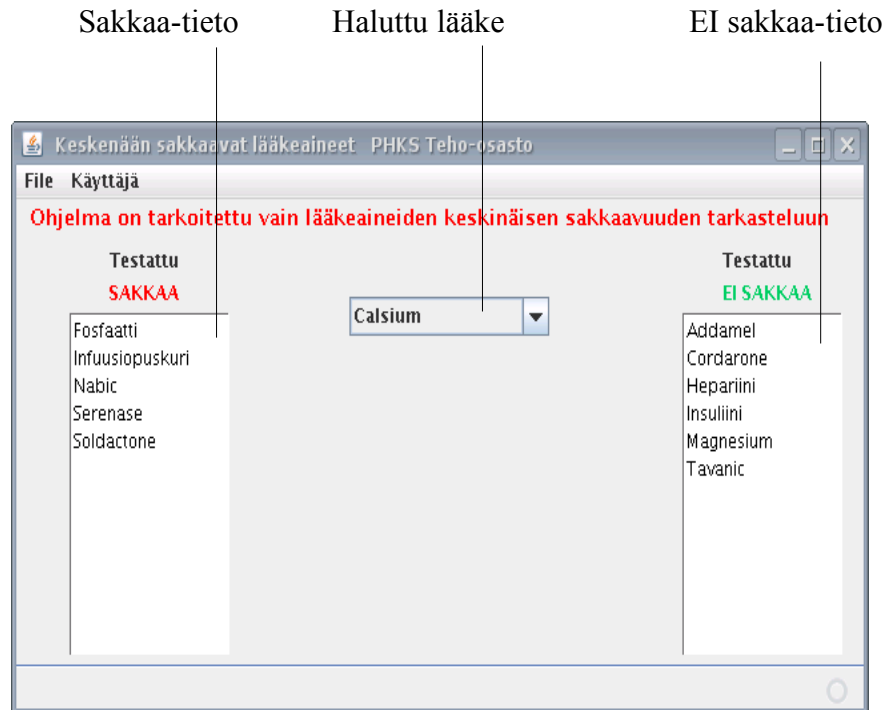 Sakkaa-tieto
Haluttu lääke
EI sakkaa-tieto
Keskenään sakkaavat lääkeaineet PHKS Teho-osasto
File Käyttäjä
Ohjelma on tarkoitettu vain lääkeaineiden keskinäisen sakkaavuuden tarkasteluun
Testattu
SAKKAA
Fosfaatti
Infuusiopuskuri
Nabic
Serenase
Soldactone
Calsium
Testattu
EI SAKKAA
Addamel
Cordarone
Hepariini
Insuliini
Magnesium
Tavanic